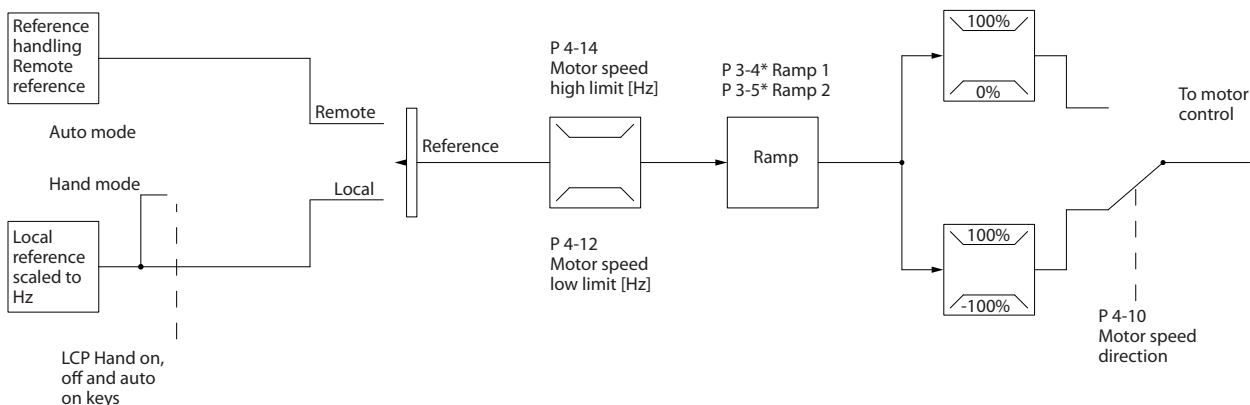 Reference
handling
Remote
reference
Auto mode
Remote
Hand mode
Local
Local
reference
scaled to
Hz
LCP Hand on,
off and auto
on keys
Reference
P 4-14
Motor speed
high limit [Hz]
P 4-12
Motor speed
low limit [Hz]
P 3-4* Ramp 1
P 3-5* Ramp 2
Ramp
100%
0%
100%
-100%
To motor
control
P 4-10
Motor speed
direction